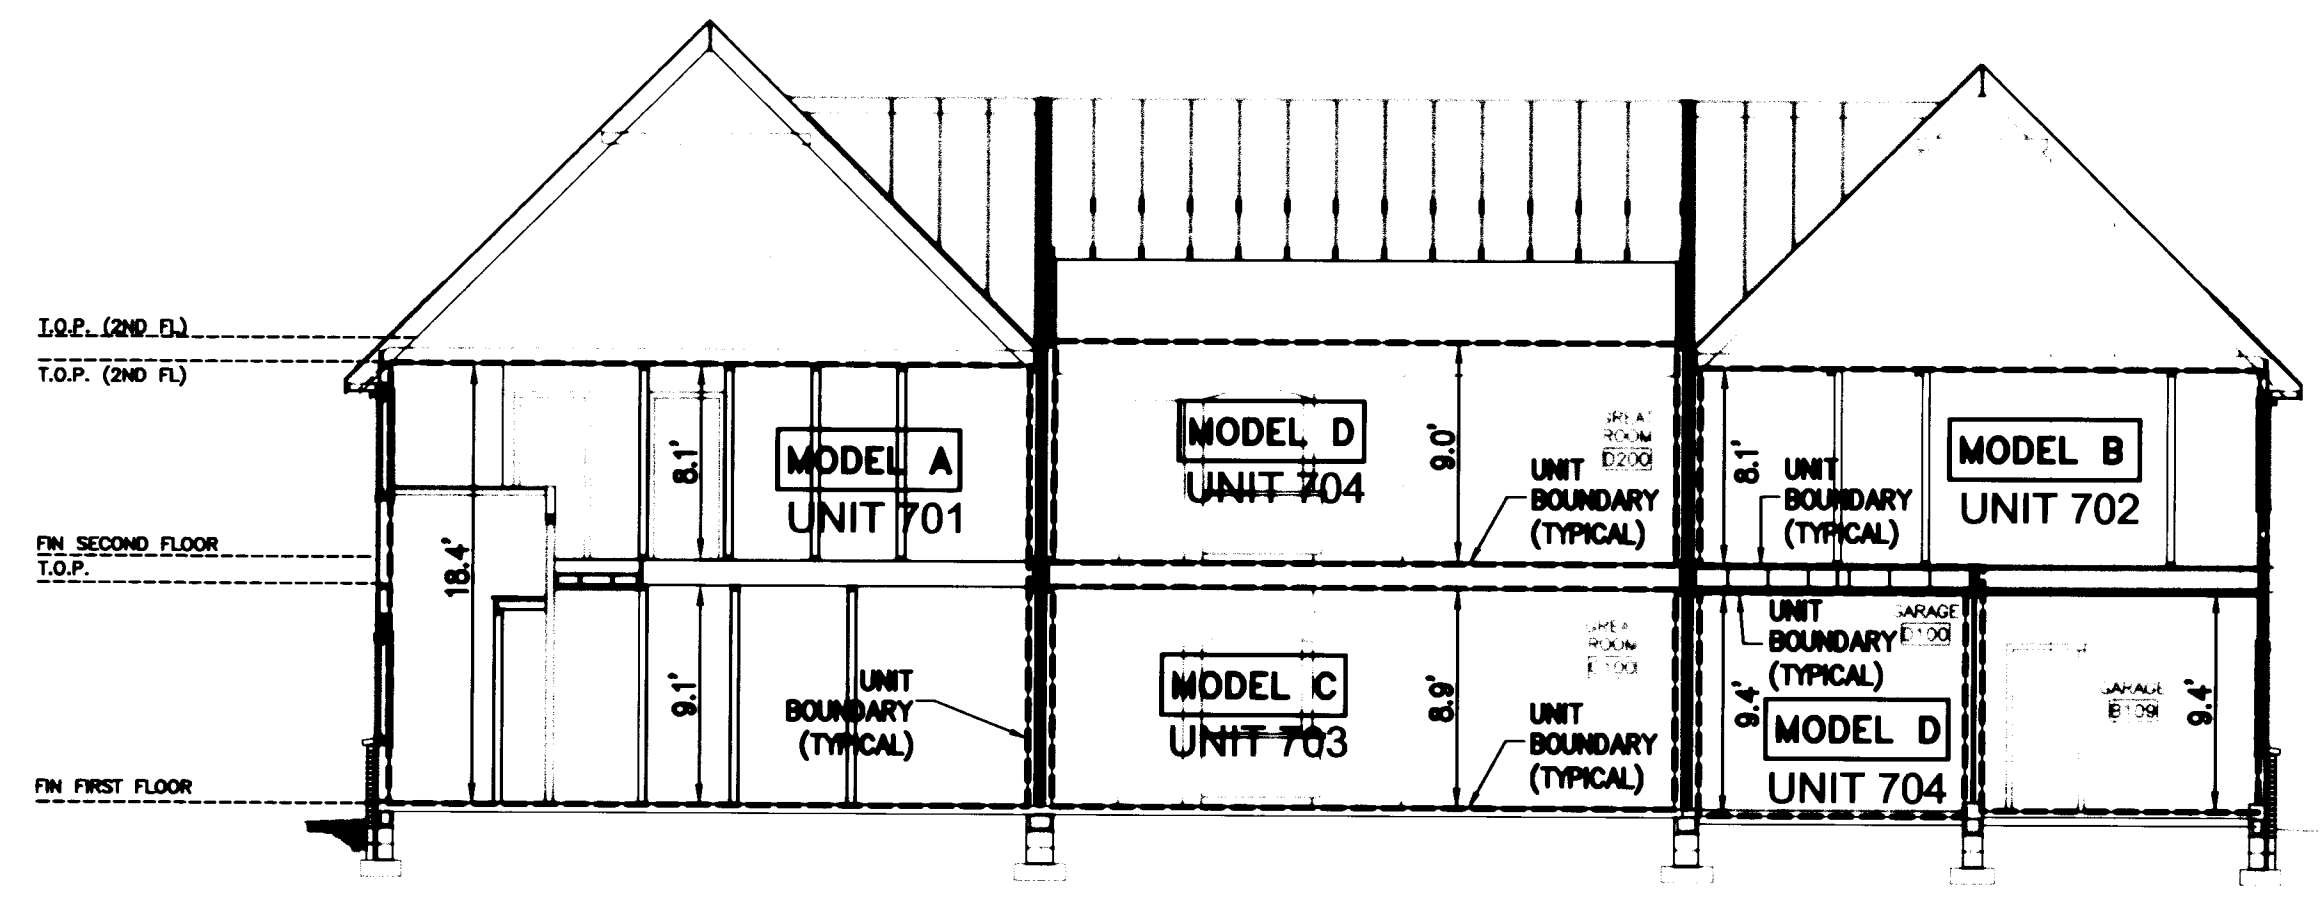 T.O.P. (2ND FL)
T.O.P. (2ND FL)
FIN SECOND FLOOR
T.O.P.
FIN FIRST FLOOR
18.4'
8.1'
MODEL A
UNIT 701
9.1'
UNIT
BOUNDARY
(TYPICAL)
MODEL D
UNIT 704
9.0'
GREAT
ROOM
D200
UNIT
BOUNDARY
(TYPICAL)
MODEL C
UNIT 703
8.9'
GREAT
ROOM
UNIT
BOUNDARY
(TYPICAL)
8.1'
UNIT
BOUNDARY
(TYPICAL)
MODEL B
UNIT 702
UNIT
BOUNDARY
(TYPICAL)
GARAGE
D100
9.4'
MODEL D
UNIT 704
GARAGE
B109
9.4'